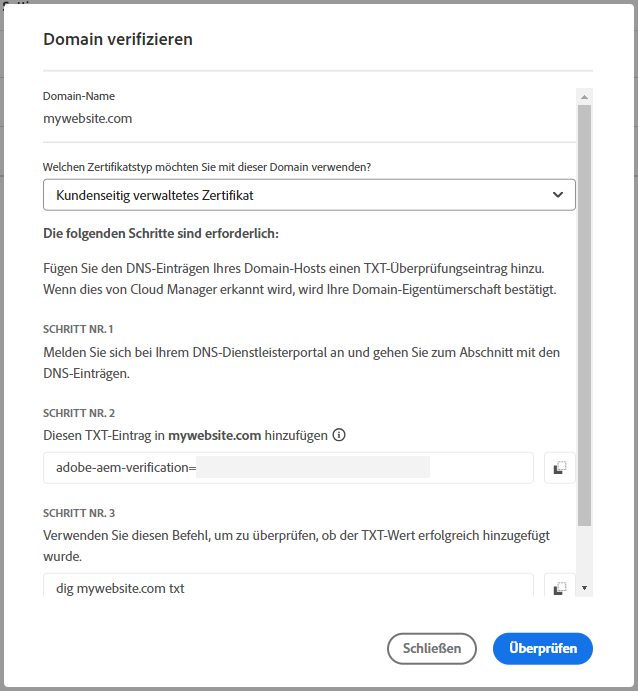 Domain verifizieren
Domain-Name
mywebsite.com
Welchen Zertifikatstyp möchten Sie mit dieser Domain verwenden?
Kundenseitig verwaltetes Zertifikat
Die folgenden Schritte sind erforderlich:
Fügen Sie den DNS-Einträgen Ihres Domain-Hosts einen TXT-Überprüfungseintrag hinzu.
Wenn dies von Cloud Manager erkannt wird, wird Ihre Domain-Eigentümerschaft bestätigt.
SCHRITT NR. 1
Melden Sie sich bei Ihrem DNS-Dienstleisterportal an und gehen Sie zum Abschnitt mit den
DNS-Einträgen.
SCHRITT NR. 2
Diesen TXT-Eintrag in mywebsite.com hinzufügen
adobe-aem-verification=
SCHRITT NR. 3
Verwenden Sie diesen Befehl, um zu überprüfen, ob der TXT-Wert erfolgreich hinzugefügt
wurde.
dig mywebsite.com txt
Schließen
Überprüfen